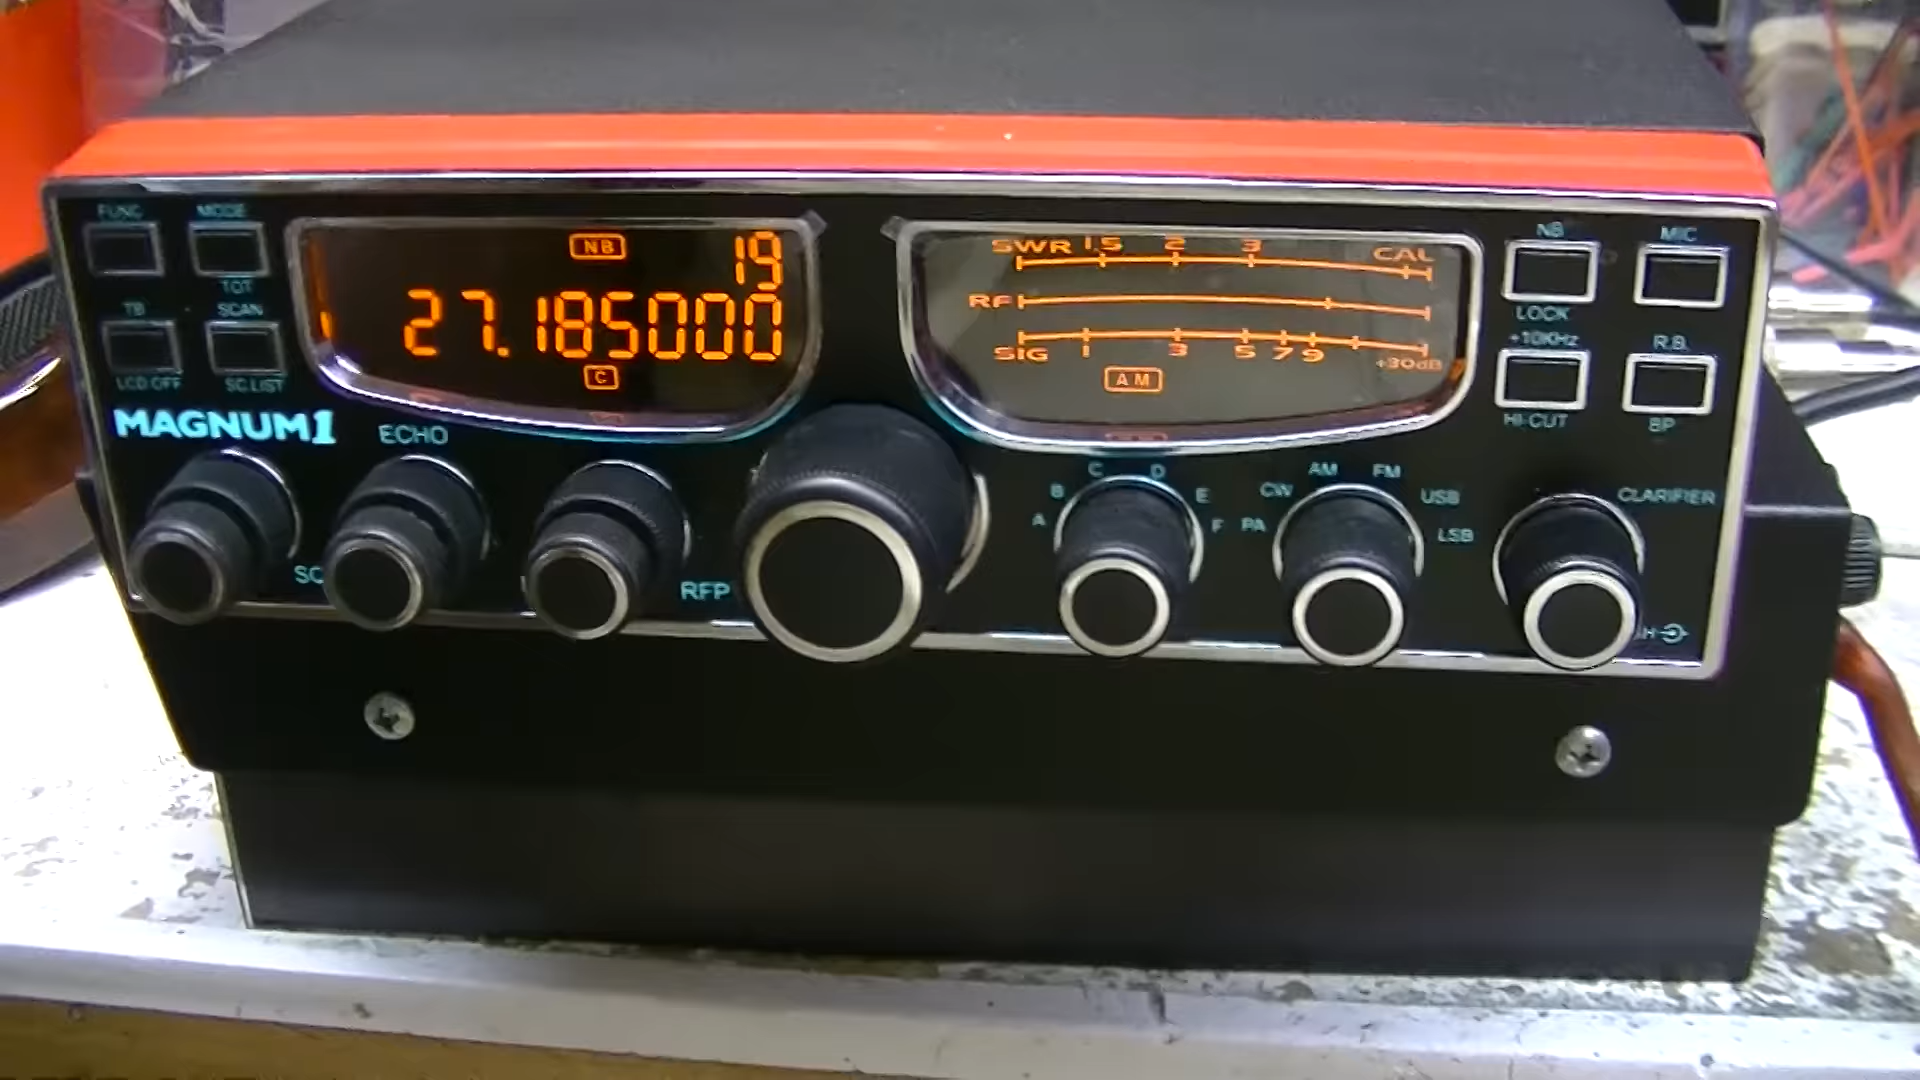 FUNC MODE
TOT
TB SCAN
LCD OFF SC.LIST
MAGNUM1
ECHO
NB
19
27.185000
C
SWR 1.5 2 3 CAL
RF
SIG 1 3 5 7 9 +30dB
AM
NB MIC
LOCK
+10KHz R.B.
HI-CUT BP
RFP
A B C D E F
PA CW AM FM USB LSB
CLARIFIER